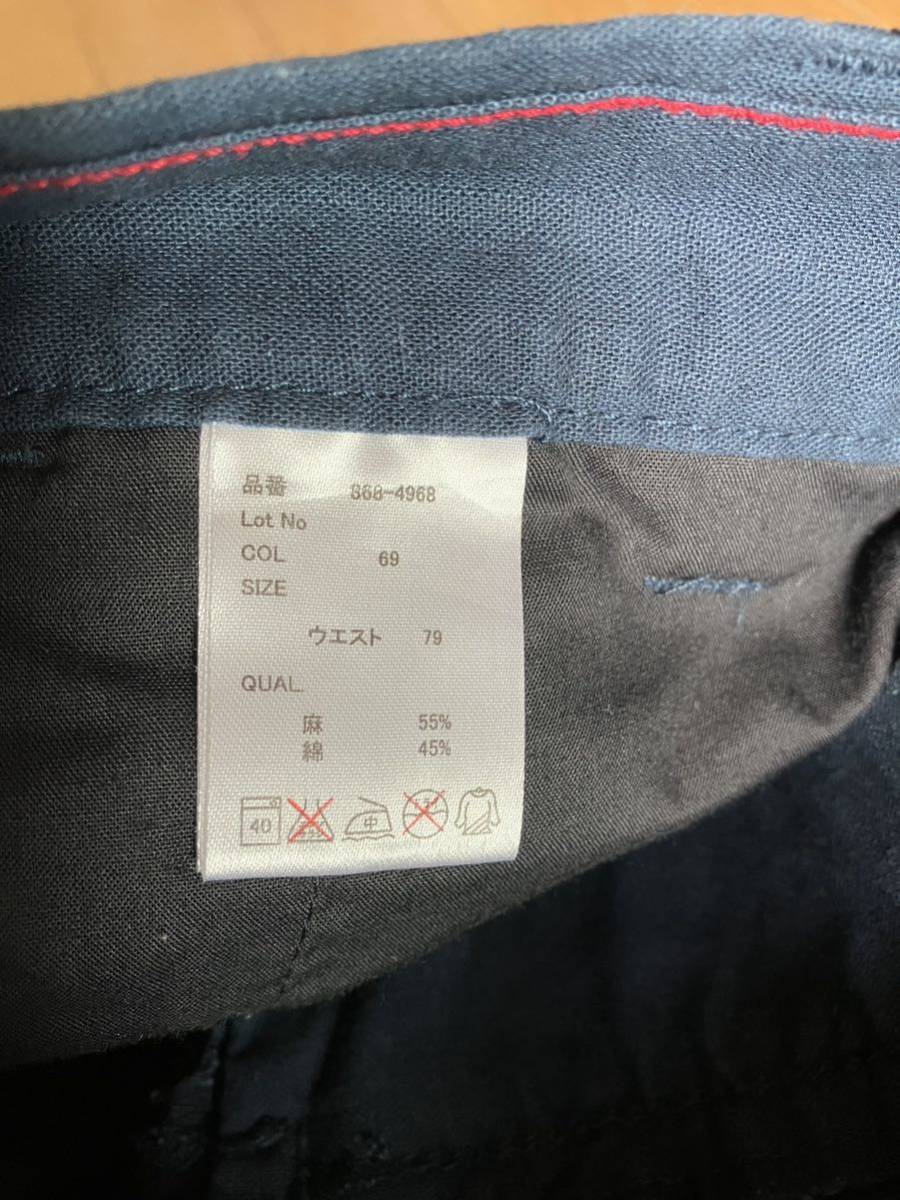 品番 868-4968
Lot No
COL 69
SIZE
ウエスト 79
QUAL.
麻 55%
綿 45%
40 中